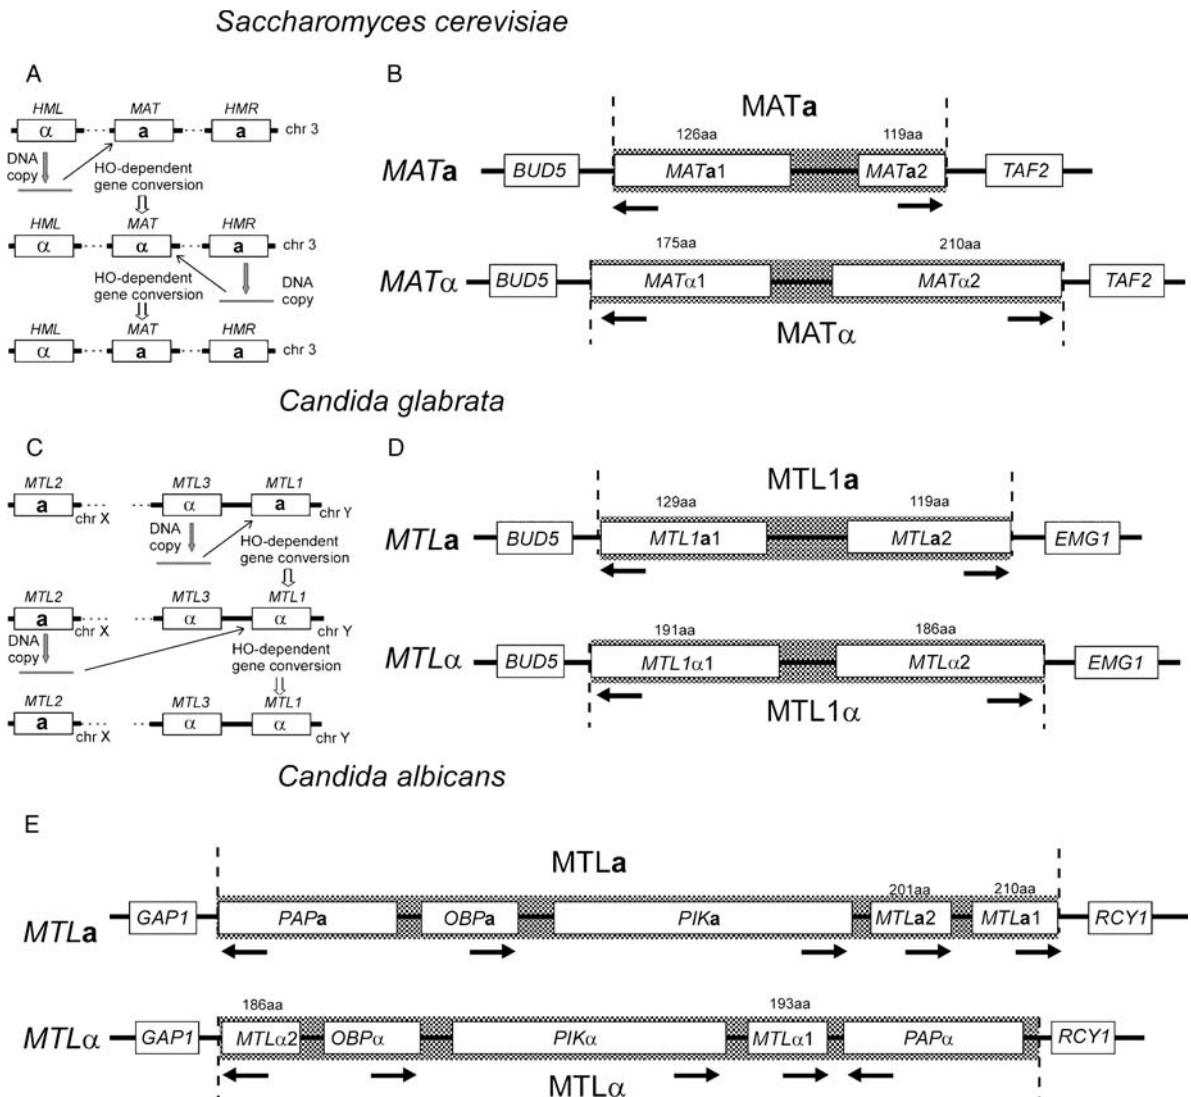 Saccharomyces cerevisiae
A
HML MAT HMR
α a a chr 3
DNA
copy
HO-dependent
gene conversion
HML MAT HMR
α α a chr 3
HO-dependent
gene conversion
DNA
copy
HML MAT HMR
α a a chr 3
B
MATa
126aa 119aa
MATa BUD5 MATa1 MATa2 TAF2
175aa 210aa
MATα BUD5 MATα1 MATα2 TAF2
MATα
Candida glabrata
C
MTL2 MTL3 MTL1
a α a
chr X chr Y
DNA
copy
HO-dependent
gene conversion
MTL2 MTL3 MTL1
a α α
chr X chr Y
DNA
copy
HO-dependent
gene conversion
MTL2 MTL3 MTL1
a α α
chr X chr Y
D
MTL1a
129aa 119aa
MTLa BUD5 MTL1a1 MTLa2 EMG1
191aa 186aa
MTLα BUD5 MTL1α1 MTLα2 EMG1
MTL1α
Candida albicans
E
MTLa
201aa 210aa
MTLa GAP1 PAPa OBPa PIKa MTLa2 MTLa1 RCY1
186aa 193aa
MTLα GAP1 MTLα2 OBPα PIKα MTLα1 PAPα RCY1
MTLα